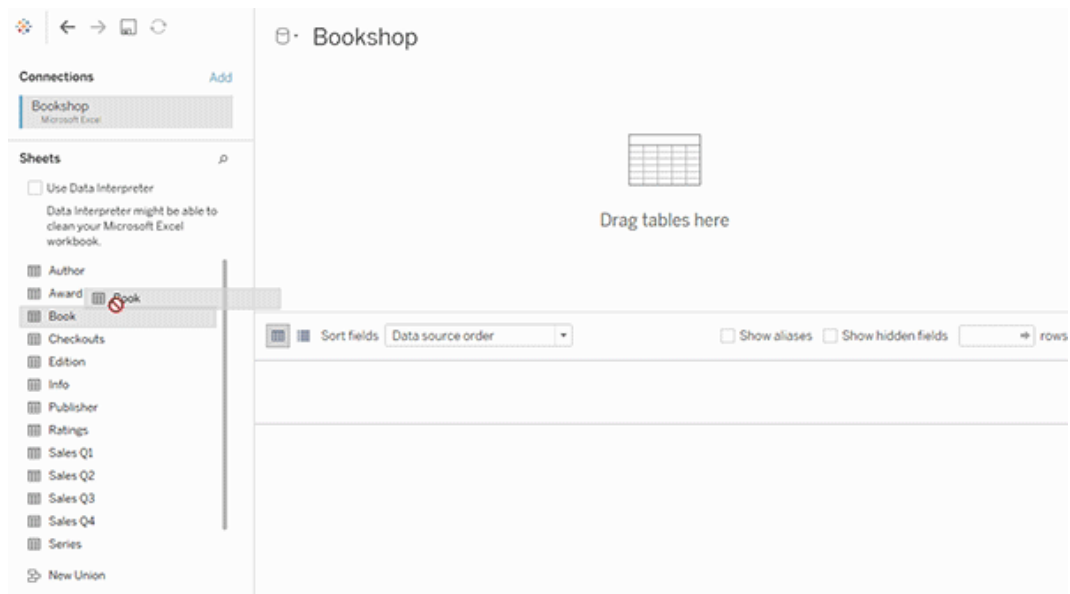 Bookshop
Connections
Add
Bookshop
Microsoft Excel
Sheets
Use Data Interpreter
Data Interpreter might be able to
clean your Microsoft Excel
workbook.
Author
Award
Book
Book
Checkouts
Edition
Info
Publisher
Ratings
Sales Q1
Sales Q2
Sales Q3
Sales Q4
Series
New Union
Drag tables here
Sort fields Data source order Show aliases Show hidden fields rows